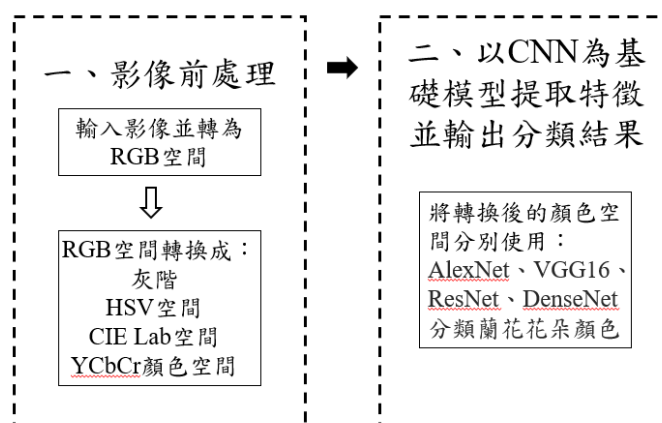 一、影像前處理
輸入影像並轉為
RGB空間
RGB空間轉換成：
灰階
HSV空間
CIE Lab空間
YCbCr顏色空間
二、以CNN為基
礎模型提取特徵
並輸出分類結果
將轉換後的顏色空
間分別使用：
AlexNet、VGG16、
ResNet、DenseNet
分類蘭花花朵顏色